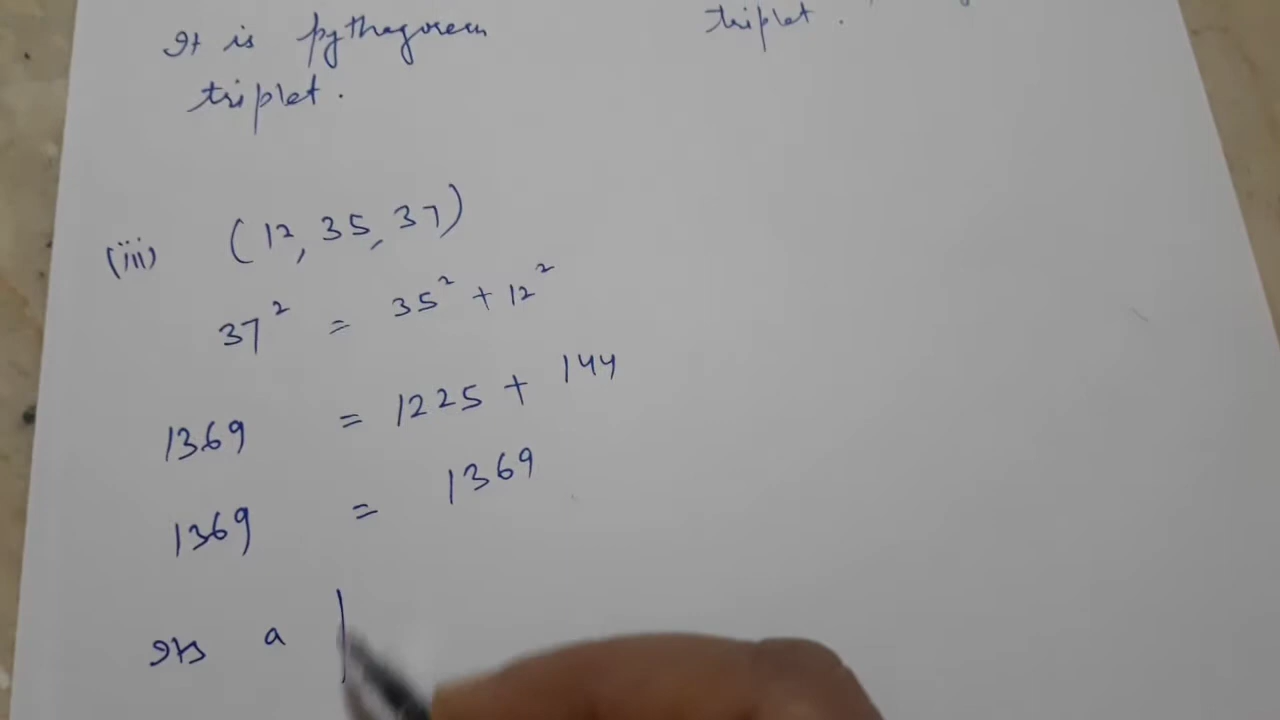 It is pythagorean
triplet.
triplet.
(iii) (12, 35, 37)
37² = 35² + 12²
1369 = 1225 + 144
1369 = 1369
Its a